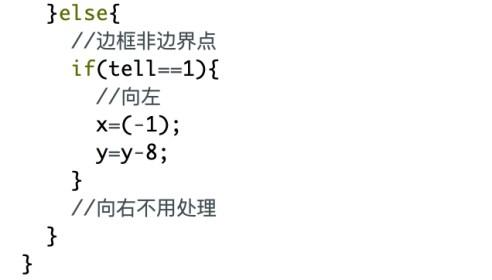 }else{
//边框非边界点
if(tell==1){
//向左
x=(-1);
y=y-8;
}
//向右不用处理
}
}